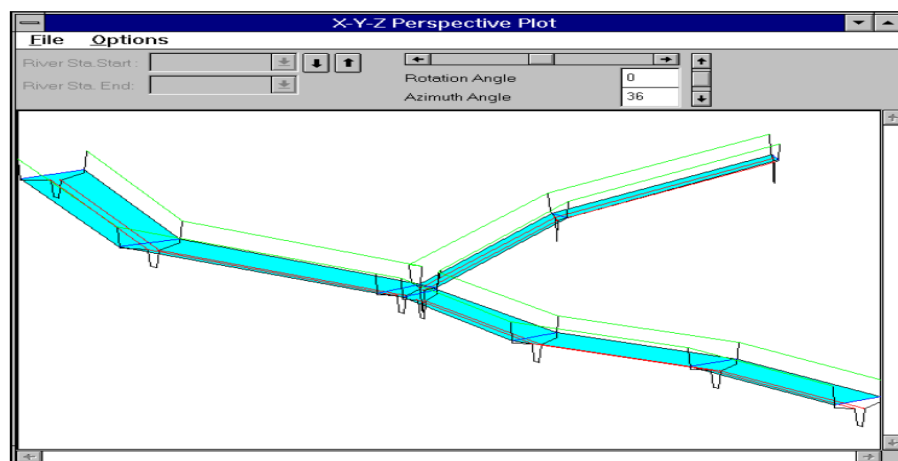 X-Y-Z Perspective Plot
File Options
River Sta.Start :
River Sta. End:
Rotation Angle 0
Azimuth Angle 36